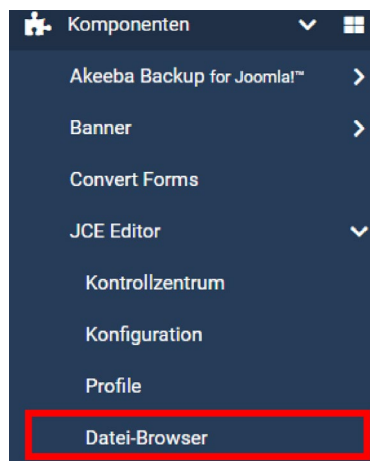 Komponenten
Akeeba Backup for Joomla!™
Banner
Convert Forms
JCE Editor
Kontrollzentrum
Konfiguration
Profile
Datei-Browser